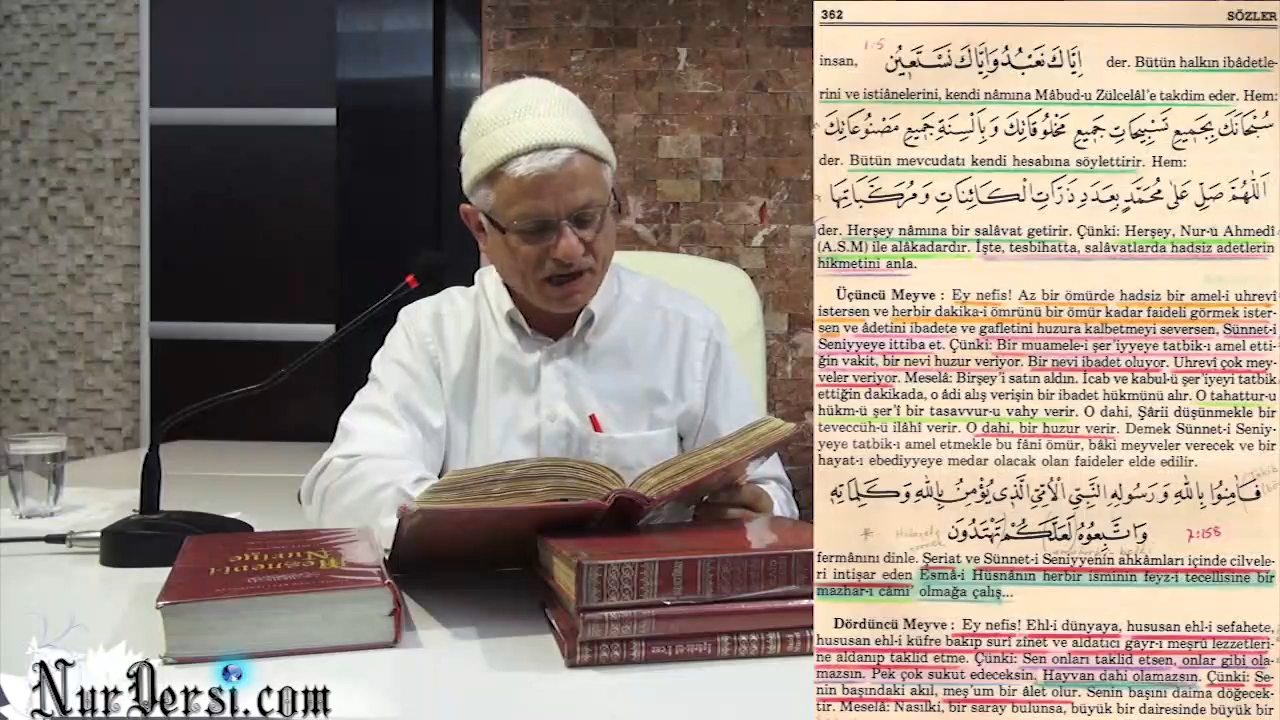 362 SÖZLER
insan, 1:5 اِيَّاكَ نَعْبُدُ وَاِيَّاكَ نَسْتَعِينُ der. Bütün halkın ibâdetle-
rini ve istiânelerini, kendi nâmına Mâbud-u Zülcelâl'e takdim eder. Hem:
سُبْحَانَكَ بِجَمِيعِ تَسْبِيحَاتِ جَمِيعِ مَخْلُوقَاتِكَ وَبِاَلْسِنَةِ جَمِيعِ مَصْنُوعَاتِكَ
der. Bütün mevcudatı kendi hesabına söylettirir. Hem:
اَللّٰهُمَّ صَلِّ عَلٰى مُحَمَّدٍ بِعَدَدِ ذَرَّاتِ الْكَائِنَاتِ وَمُرَكَّبَاتِهَا
der. Herşey nâmına bir salâvat getirir. Çünki: Herşey, Nur-u Ahmedî
(A.S.M) ile alâkadardır. İşte, tesbihatta, salâvatlarda hadsiz adetlerin
hikmetini anla.
Üçüncü Meyve : Ey nefis! Az bir ömürde hadsiz bir amel-i uhrevî
istersen ve herbir dakika-i ömrünü bir ömür kadar faideli görmek ister-
sen ve âdetini ibadete ve gafletini huzura kalbetmeyi seversen, Sünnet-i
Seniyyeye ittiba et. Çünki: Bir muamele-i şer'iyyeye tatbik-ı amel etti-
ğin vakit, bir nevi huzur veriyor. Bir nevi ibadet oluyor. Uhrevî çok mey-
veler veriyor. Meselâ: Birşey'i satın aldın. İcab ve kabul-ü şer'iyeyi tatbik
ettiğin dakikada, o âdi alış verişin bir ibadet hükmünü alır. O tahattur-u
hükm-ü şer'î bir tasavvur-u vahy verir. O dahi, Şârii düşünmekle bir
teveccüh-ü ilâhî verir. O dahi, bir huzur verir. Demek Sünnet-i Seniy-
yeye tatbik-ı amel etmekle bu fâni ömür, bâki meyveler verecek ve bir
hayat-ı ebediyyeye medar olacak olan faideler elde edilir.
فَاٰمِنُوا بِاللّٰهِ وَرَسُولِهِ النَّبِيِّ الْاُمِّيِّ الَّذِى يُؤْمِنُ بِاللّٰهِ وَكَلِمَاتِهِ
وَاتَّبِعُوهُ لَعَلَّكُمْ تَهْتَدُونَ 7:158
fermânını dinle. Şeriat ve Sünnet-i Seniyyenin ahkâmları içinde cilvele-
ri intişar eden Esmâ-i Hüsnânın herbir isminin feyz-i tecellisine bir
mazhar-ı câmi' olmağa çalış...
Dördüncü Meyve : Ey nefis! Ehl-i dünyaya, hususan ehl-i sefahete,
hususan ehl-i küfre bakıp surî zinet ve aldatıcı gayr-i meşrû lezzetleri-
ne aldanıp taklid etme. Çünki: Sen onları taklid etsen, onlar gibi ola-
mazsın. Pek çok sukut edeceksin. Hayvan dahi olamazsın. Çünki: Se-
nin başındaki akıl, meş'um bir âlet olur. Senin başını daima döğecek-
tir. Meselâ: Nasılki, bir saray bulunsa, büyük bir dairesinde büyük bir
Mesnevî-i
Nuriye
NurDersi.com